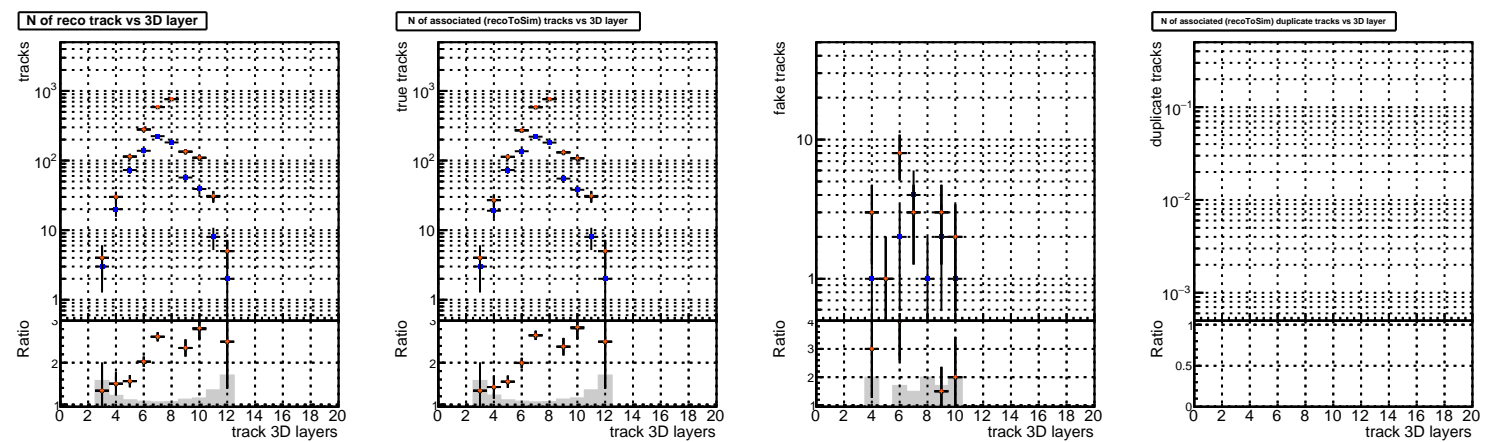 N of reco track vs 3D layer
tracks
10³
10²
10
1
Ratio
3
2
1
0 2 4 6 8 10 12 14 16 18 20
track 3D layers
N of associated (recoToSim) tracks vs 3D layer
true tracks
10³
10²
10
1
Ratio
3
2
1
0 2 4 6 8 10 12 14 16 18 20
track 3D layers
fake tracks
10
1
Ratio
4
3
2
1
0 2 4 6 8 10 12 14 16 18 20
track 3D layers
N of associated (recoToSim) duplicate tracks vs 3D layer
duplicate tracks
10⁻¹
10⁻²
10⁻³
Ratio
1
0.5
0
0 2 4 6 8 10 12 14 16 18 20
track 3D layers